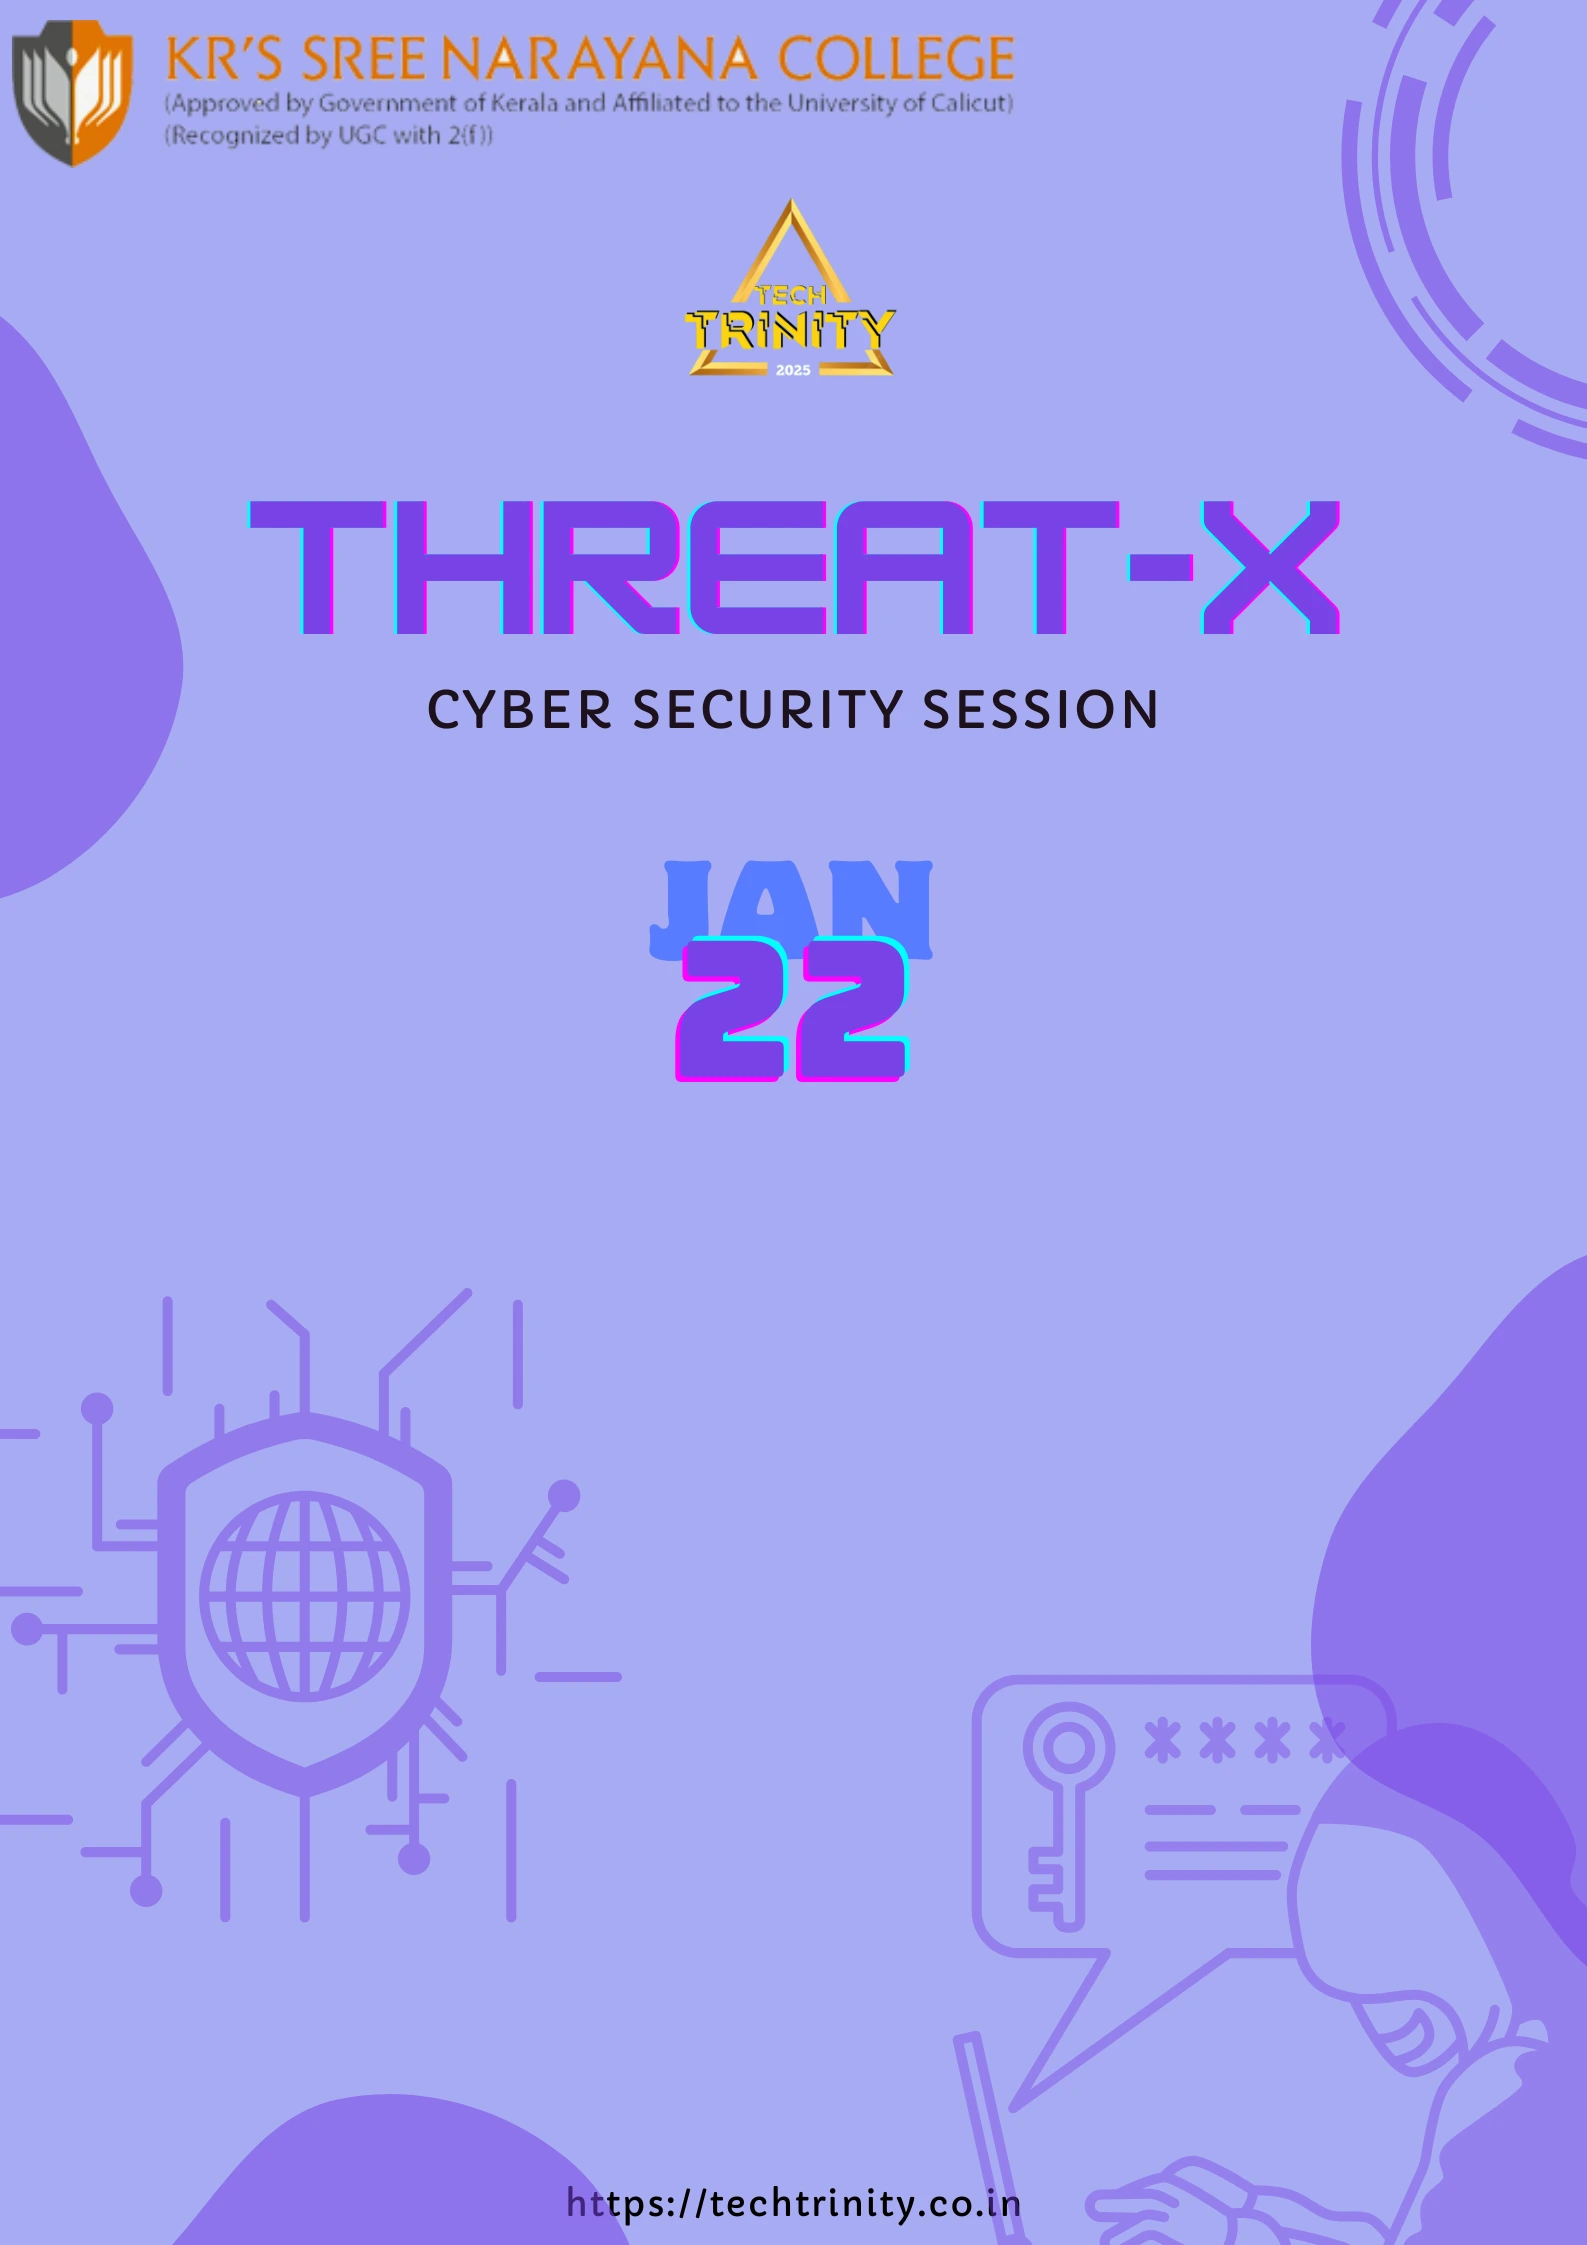 KR'S SREE NARAYANA COLLEGE
(Approved by Government of Kerala and Affiliated to the University of Calicut)
(Recognized by UGC with 2(f))
TECH
TRINITY
2025
THREAT-X
CYBER SECURITY SESSION
JAN
22
****
https://techtrinity.co.in